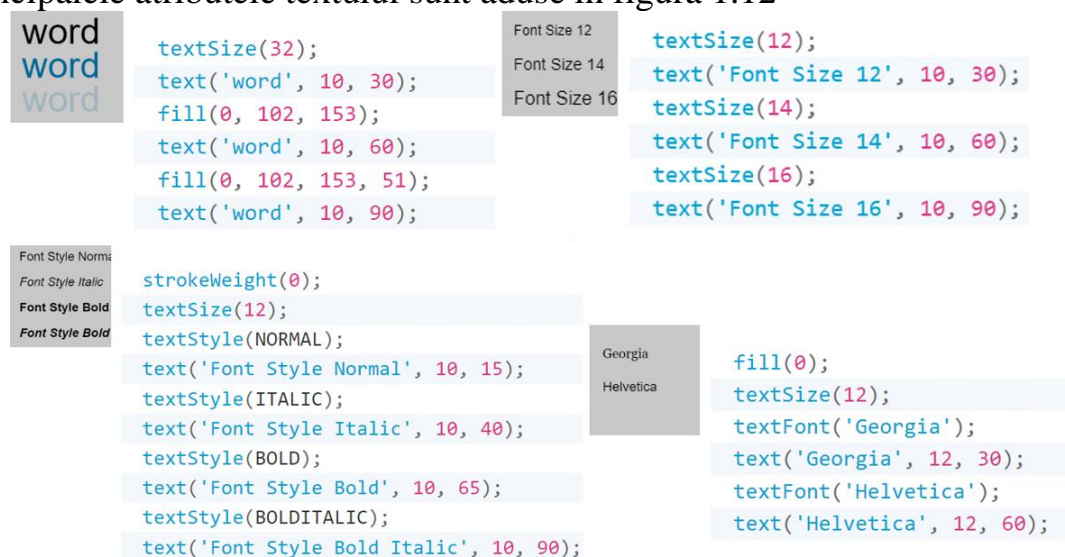 ncipalele atributele textului sunt aduse în figura 1.12
word
word
word
textSize(32);
text('word', 10, 30);
fill(0, 102, 153);
text('word', 10, 60);
fill(0, 102, 153, 51);
text('word', 10, 90);
Font Size 12
Font Size 14
Font Size 16
textSize(12);
text('Font Size 12', 10, 30);
textSize(14);
text('Font Size 14', 10, 60);
textSize(16);
text('Font Size 16', 10, 90);
Font Style Norma
Font Style Italic
Font Style Bold
Font Style Bold
strokeWeight(0);
textSize(12);
textStyle(NORMAL);
text('Font Style Normal', 10, 15);
textStyle(ITALIC);
text('Font Style Italic', 10, 40);
textStyle(BOLD);
text('Font Style Bold', 10, 65);
textStyle(BOLDITALIC);
text('Font Style Bold Italic', 10, 90);
Georgia
Helvetica
fill(0);
textSize(12);
textFont('Georgia');
text('Georgia', 12, 30);
textFont('Helvetica');
text('Helvetica', 12, 60);